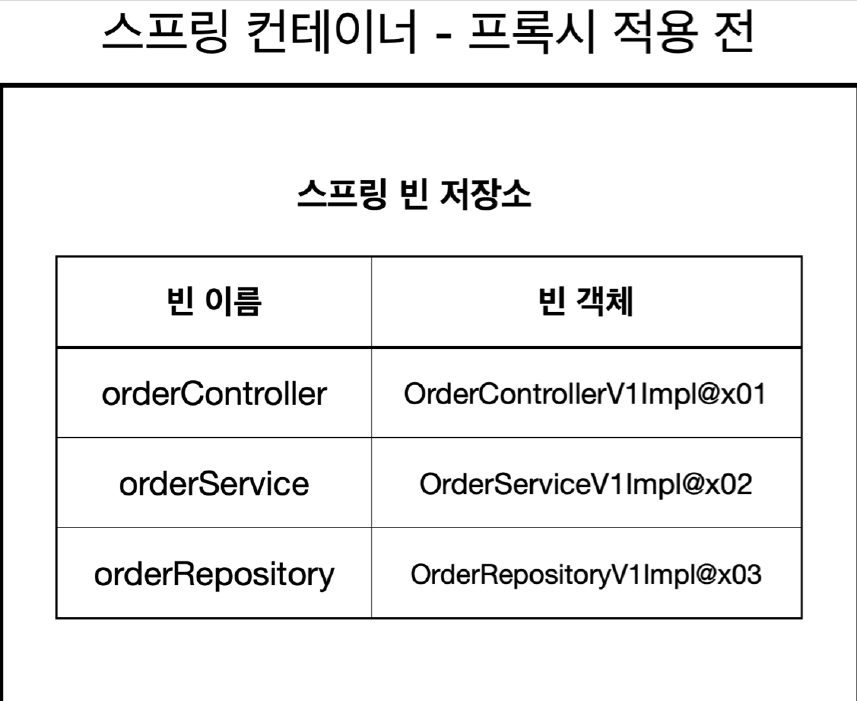 스프링 컨테이너 - 프록시 적용 전
스프링 빈 저장소
빈 이름 빈 객체
orderController OrderControllerV1Impl@x01
orderService OrderServiceV1Impl@x02
orderRepository OrderRepositoryV1Impl@x03